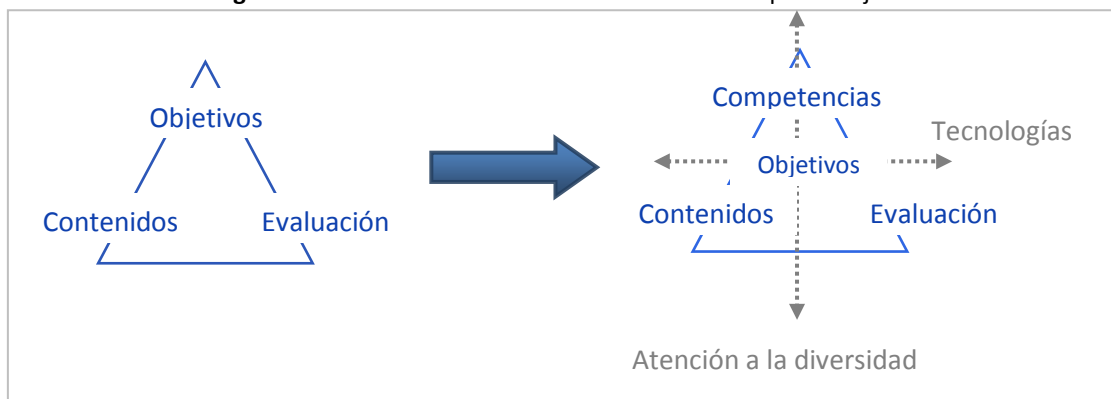 Objetivos
Contenidos
Evaluación
Competencias
Tecnologías
Objetivos
Contenidos
Evaluación
Atención a la diversidad